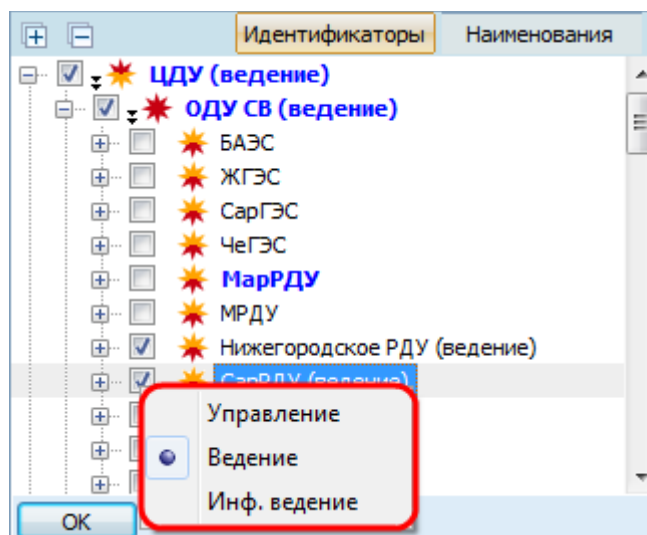 Идентификаторы Наименования
ЦДУ (ведение)
ОДУ СВ (ведение)
БАЭС
ЖГЭС
СарГЭС
ЧеГЭС
МарРДУ
МРДУ
Нижегородское РДУ (ведение)
СарРДУ (ведение)
Управление
Ведение
Инф. ведение
OK